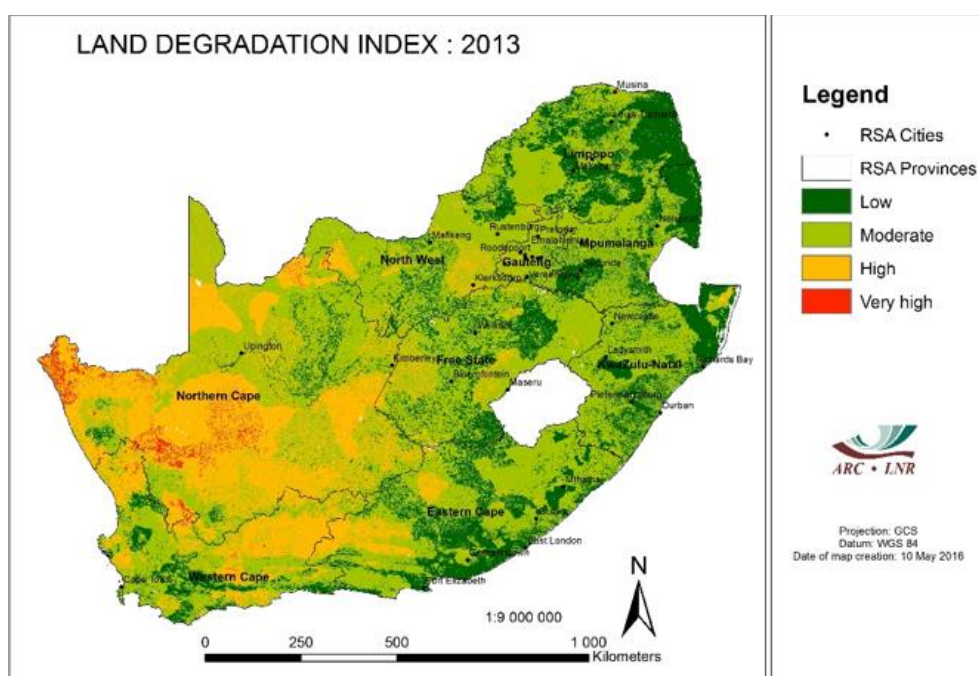 LAND DEGRADATION INDEX : 2013
Musina
Limpopo
Rustenburg
Mafikeng
Mpumalanga
Roodepoort
North West
Gauteng
Klerksdorp
Newcastle
Welkom
Upington
Ladysmith
Kimberley
Free State
KwaZulu-Natal
Richards Bay
Bloemfontein
Maseru
Northern Cape
Durban
Eastern Cape
East London
Western Cape
Port Elizabeth
N
1:9 000 000
0 250 500 1 000
Kilometers
Legend
RSA Cities
RSA Provinces
Low
Moderate
High
Very high
ARC • LNR
Projection: GCS
Datum: WGS 84
Date of map creation: 10 May 2016